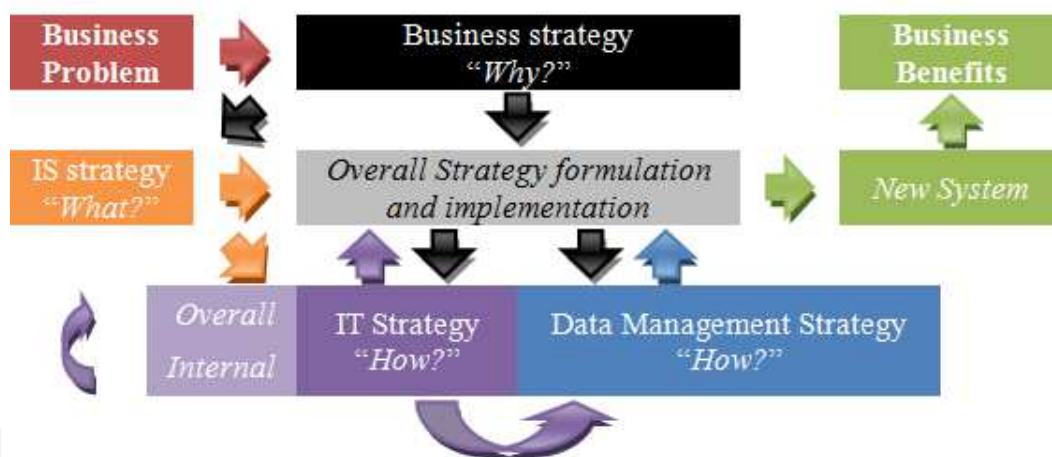 Business
Problem
Business strategy
“Why?”
Business
Benefits
IS strategy
“What?”
Overall Strategy formulation
and implementation
New System
Overall
Internal
IT Strategy
“How?”
Data Management Strategy
“How?”